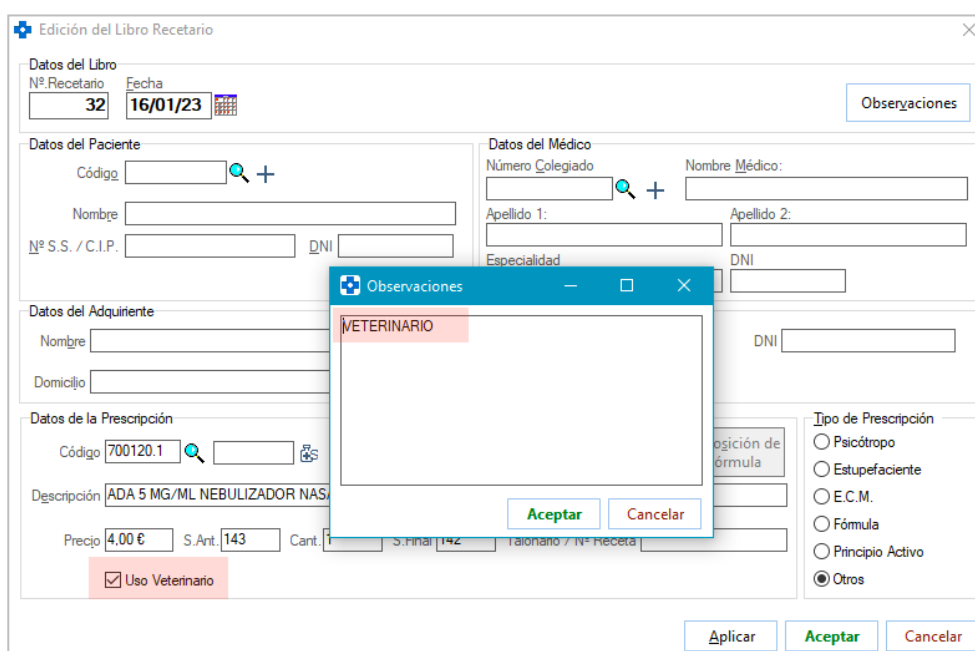 Edición del Libro Recetario
Datos del Libro
Nº.Recetario Fecha
32 16/01/23
Observaciones
Datos del Paciente
Código
Nombre
Nº S.S. / C.I.P. DNI
Datos del Médico
Número Colegiado Nombre Médico:
Apellido 1: Apellido 2:
Especialidad DNI
Observaciones
VETERINARIO
Aceptar Cancelar
Datos del Adquiriente
Nombre DNI
Domicilio
Datos de la Prescripción
Código 700120.1
osición de
órmula
Descripción ADA 5 MG/ML NEBULIZADOR NAS
Precio 4,00 € S.Ant. 143 Cant. 1 S.Final 142 Talonario / Nº Receta
Uso Veterinario
Tipo de Prescripción
Psicótropo
Estupefaciente
E.C.M.
Fórmula
Principio Activo
Otros
Aplicar Aceptar Cancelar